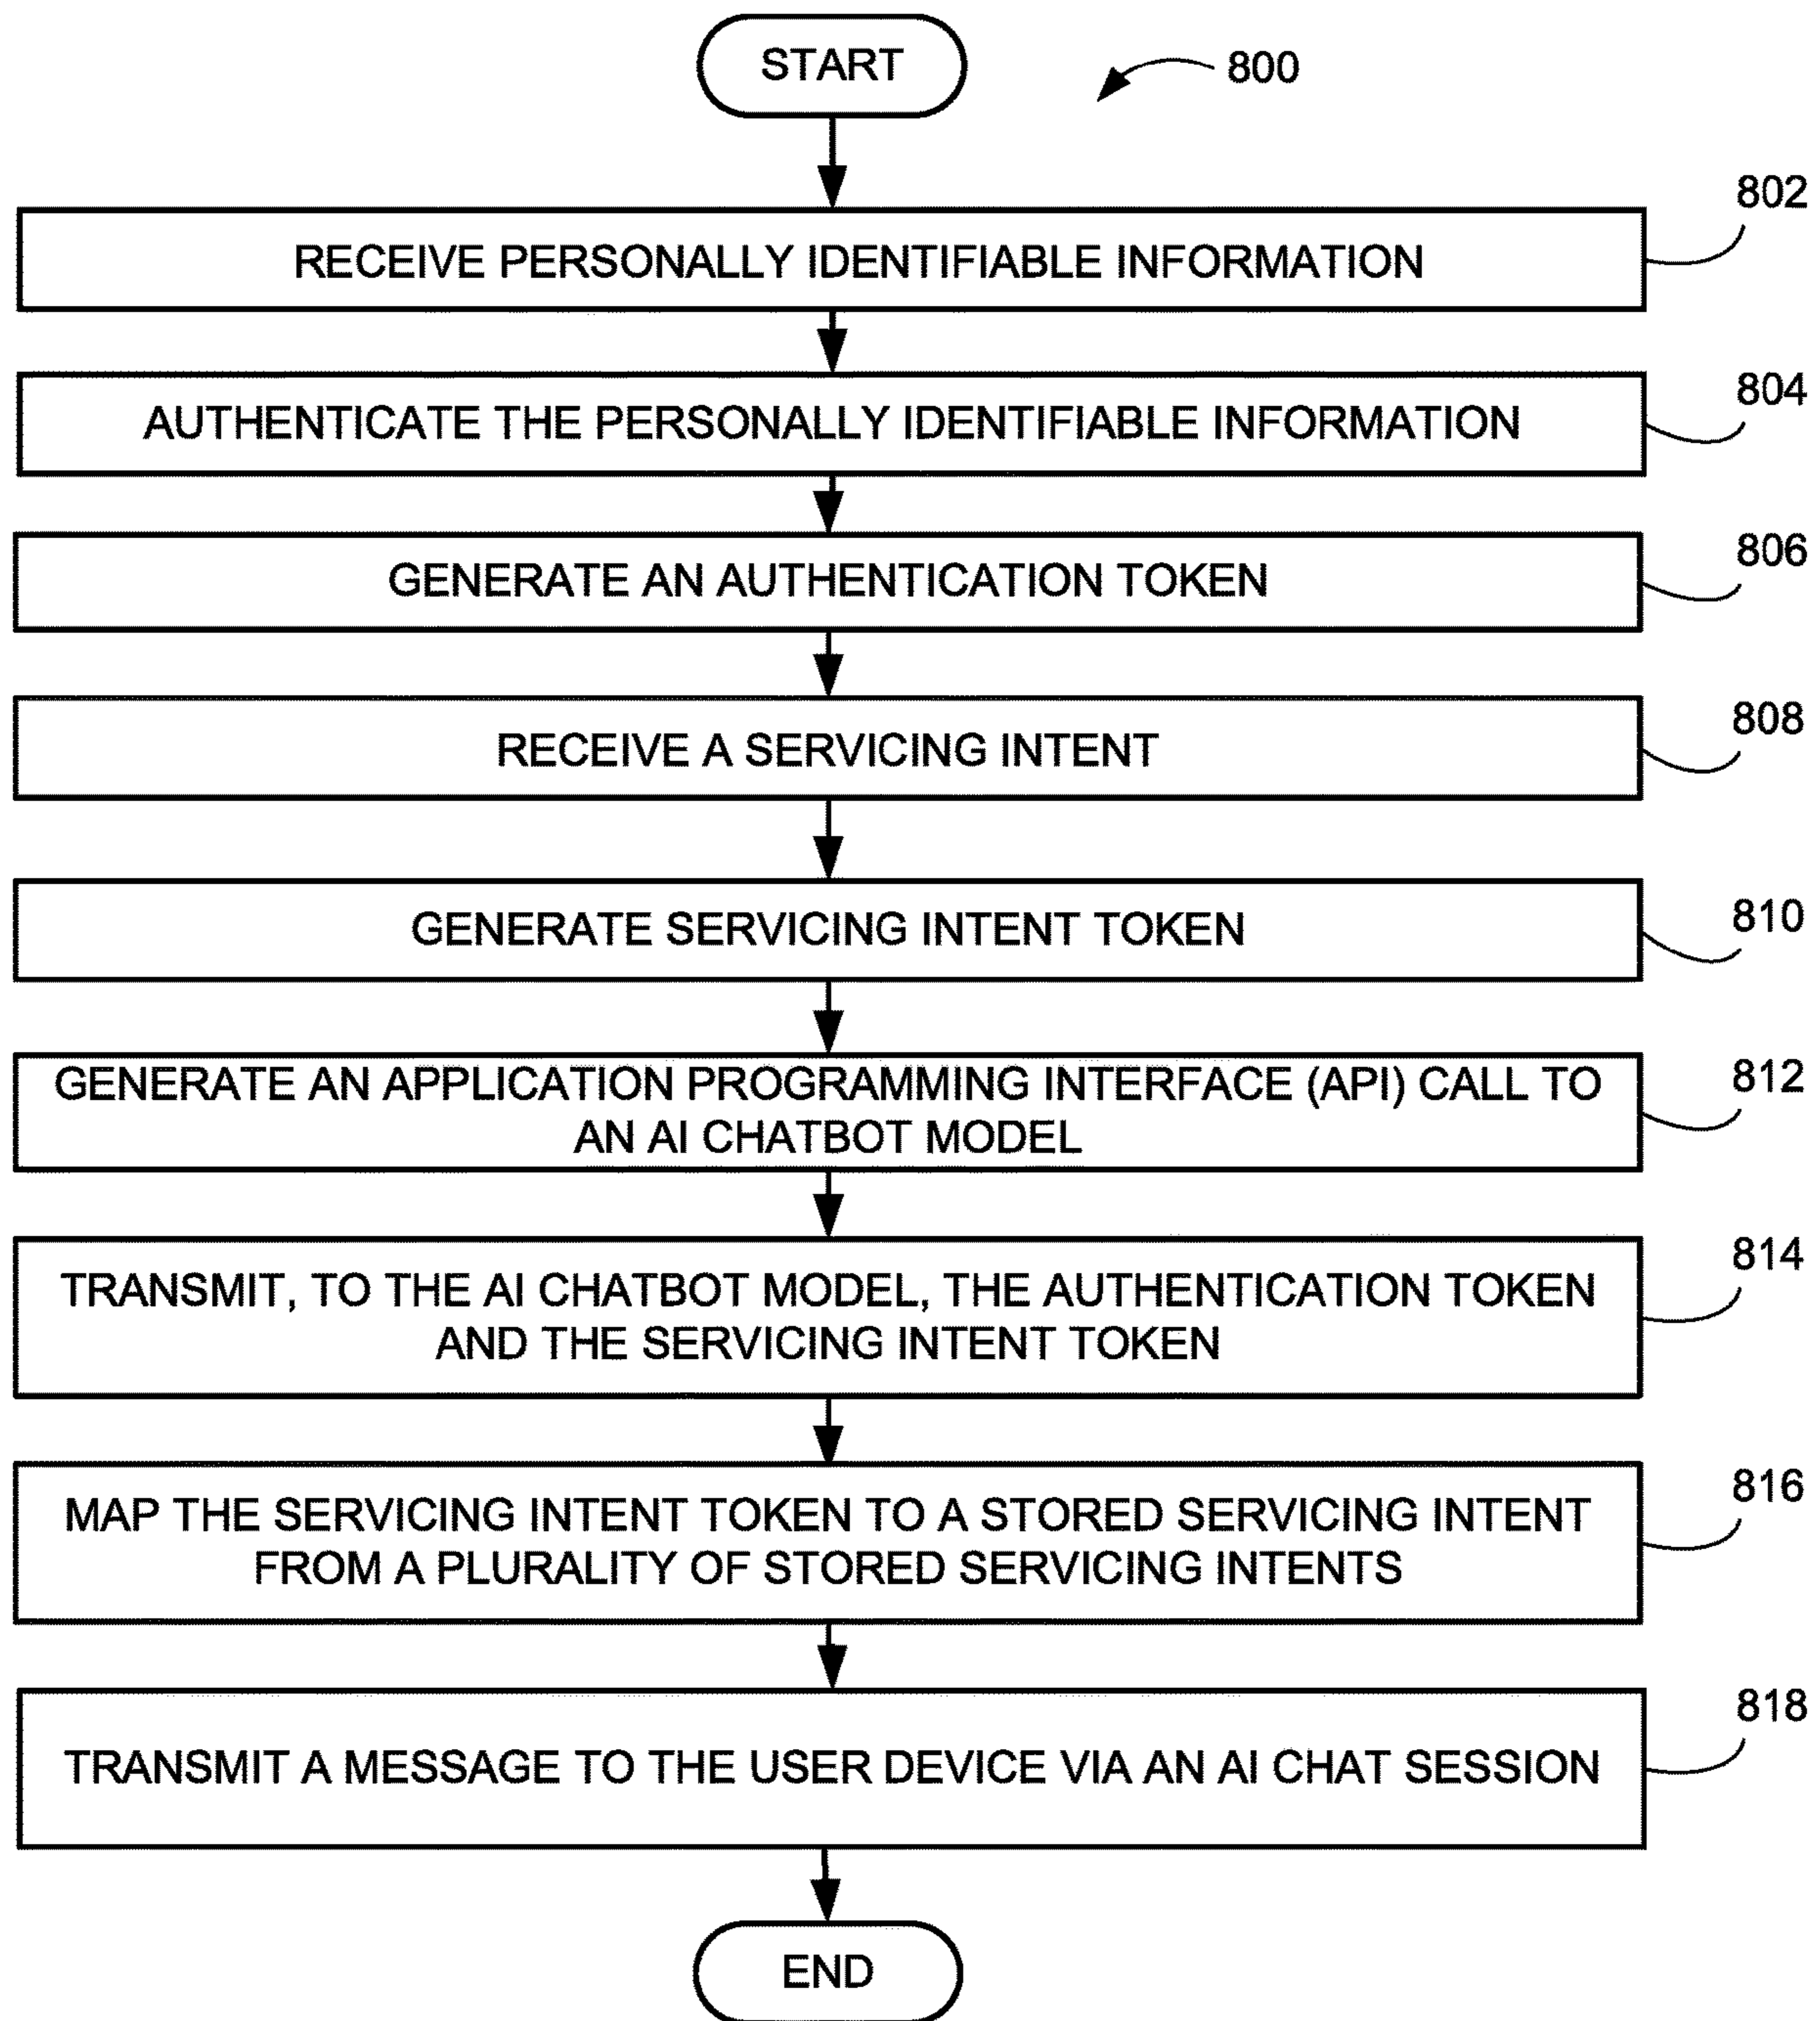 START
800
802
RECEIVE PERSONALLY IDENTIFIABLE INFORMATION
804
AUTHENTICATE THE PERSONALLY IDENTIFIABLE INFORMATION
806
GENERATE AN AUTHENTICATION TOKEN
808
RECEIVE A SERVICING INTENT
810
GENERATE SERVICING INTENT TOKEN
812
GENERATE AN APPLICATION PROGRAMMING INTERFACE (API) CALL TO
AN AI CHATBOT MODEL
814
TRANSMIT, TO THE AI CHATBOT MODEL, THE AUTHENTICATION TOKEN
AND THE SERVICING INTENT TOKEN
816
MAP THE SERVICING INTENT TOKEN TO A STORED SERVICING INTENT
FROM A PLURALITY OF STORED SERVICING INTENTS
818
TRANSMIT A MESSAGE TO THE USER DEVICE VIA AN AI CHAT SESSION
END